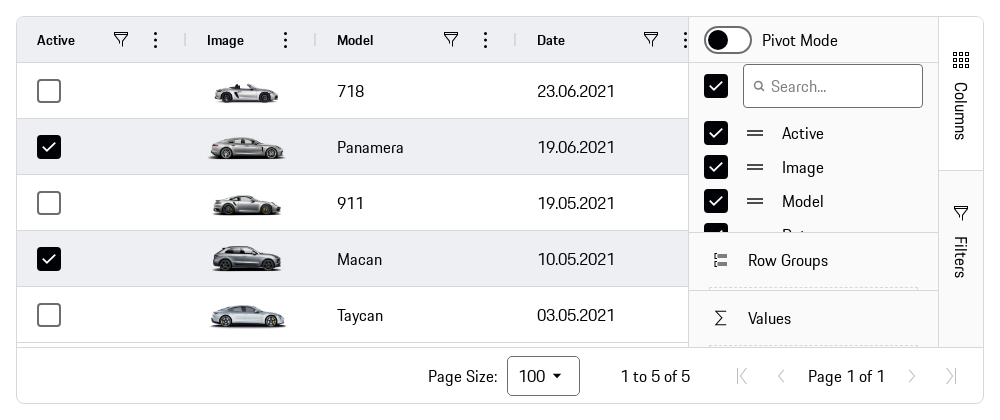 Active Image Model Date
718 23.06.2021
Panamera 19.06.2021
911 19.05.2021
Macan 10.05.2021
Taycan 03.05.2021
Pivot Mode
Search...
Active
Image
Model
Row Groups
Values
Columns
Filters
Page Size: 100 1 to 5 of 5 Page 1 of 1